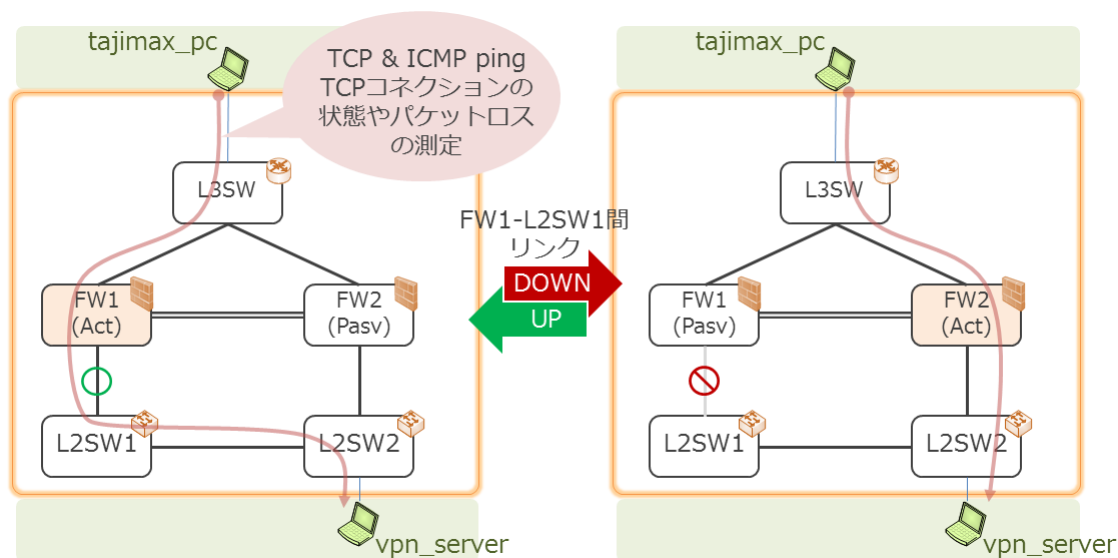 tajimax_pc
TCP & ICMP ping
TCPコネクションの
状態やパケットロス
の測定
L3SW
FW1
(Act)
FW2
(Pasv)
L2SW1
L2SW2
vpn_server
FW1-L2SW1間
リンク
DOWN
UP
tajimax_pc
L3SW
FW1
(Pasv)
FW2
(Act)
L2SW1
L2SW2
vpn_server